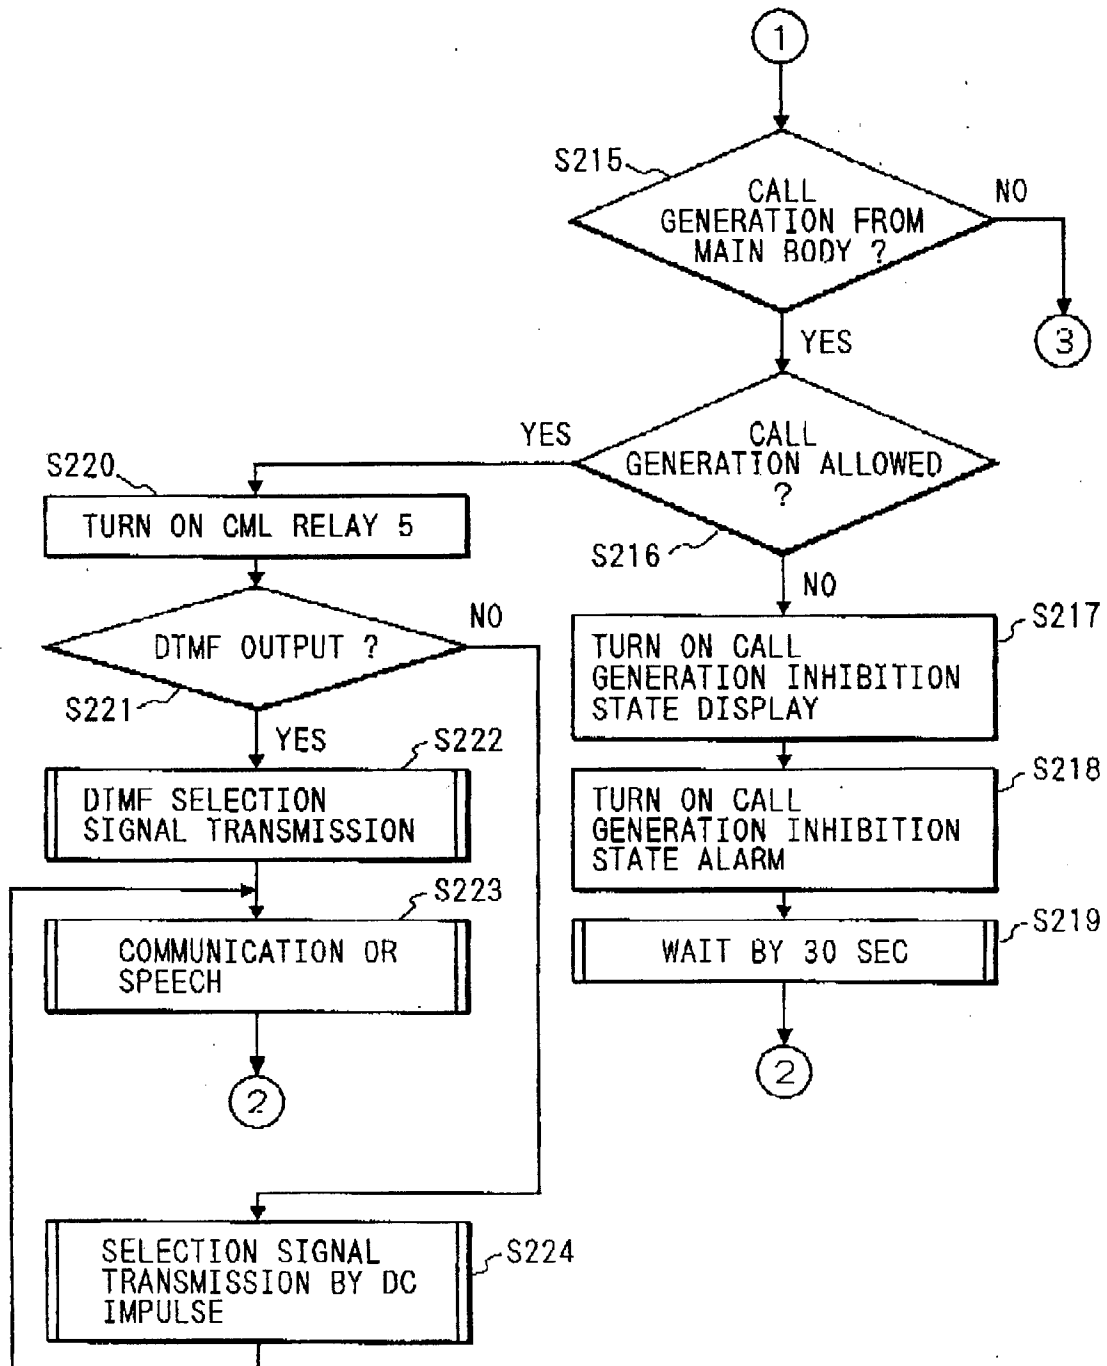 1
S215
CALL
GENERATION FROM
MAIN BODY ?
NO
3
YES
CALL
GENERATION ALLOWED
?
S216
YES
NO
S217
TURN ON CALL
GENERATION INHIBITION
STATE DISPLAY
S218
TURN ON CALL
GENERATION INHIBITION
STATE ALARM
S219
WAIT BY 30 SEC
2
S220
TURN ON CML RELAY 5
DTMF OUTPUT ?
NO
S221
YES
S222
DTMF SELECTION
SIGNAL TRANSMISSION
S223
COMMUNICATION OR
SPEECH
2
SELECTION SIGNAL
TRANSMISSION BY DC
IMPULSE
S224